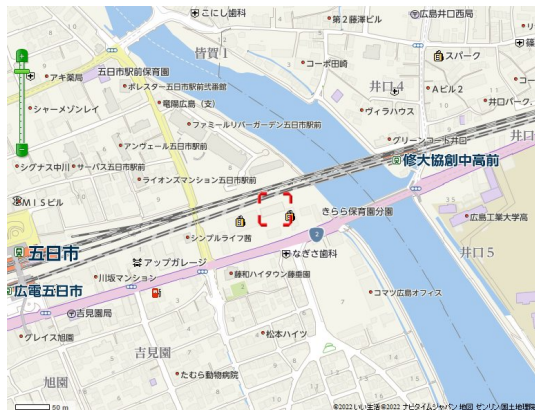 こにし歯科
第２藤澤ビル
広島井口西局
皆賀１
スパーク
五日市駅前保育園
コーポ田崎
アキ薬局
ポレスター五日市駅前弐番館
井口４
Ａビル２
シャーメゾンレイ
竜陽広島（支）
ヴィラハウス
井口パーク
ファミリーリバーガーデン五日市駅前
アンヴェール五日市駅前
グリーンコート井口
シグナス中川
サーパス五日市駅前
修大協創中高前
ライオンズマンション五日市駅前
ＭＩＳビル
きらら保育園分園
広島工業大学高
シンプルライフ茜
2
五日市
なぎさ歯科
井口５
アップガレージ
川坂マンション
藤和ハイタウン藤垂園
広電五日市
コマツ広島オフィス
吉見園局
グレイス旭園
松本ハイツ
吉見園
たむら動物病院
旭園
50 m
©2022 いい生活 ©2022 ナビタイムジャパン 地図 ゼンリン/国土地理院